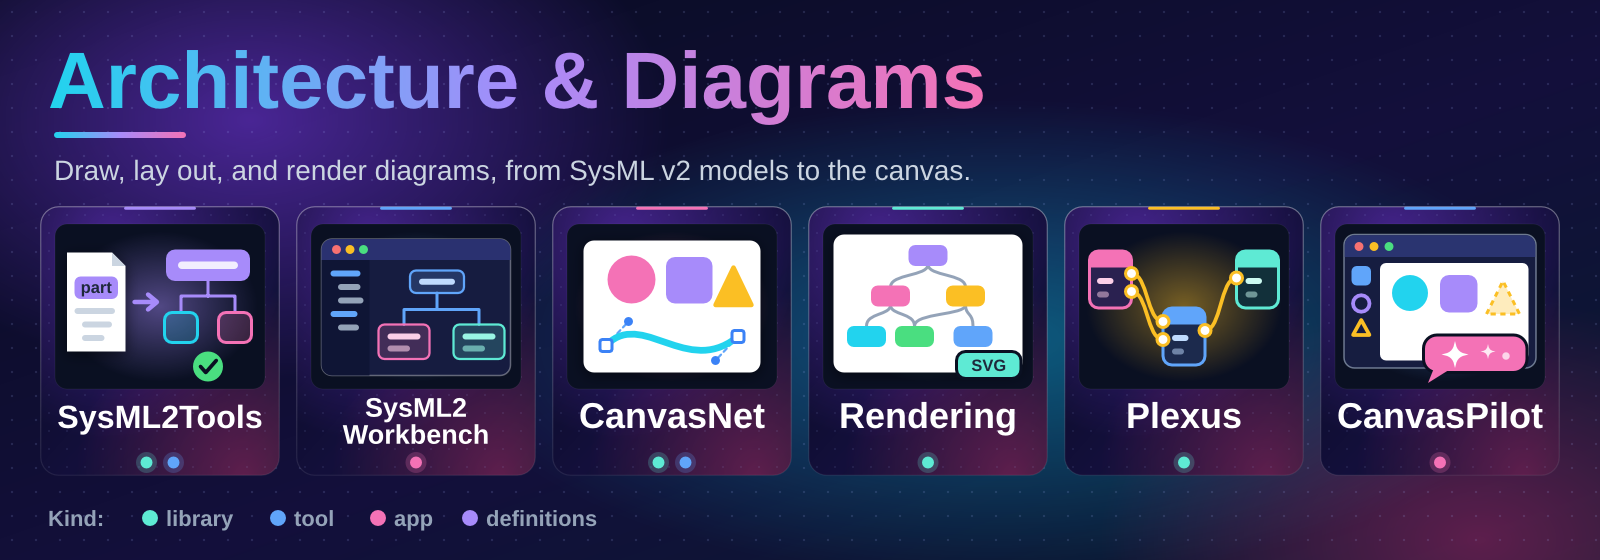 Architecture & Diagrams
Draw, lay out, and render diagrams, from SysML v2 models to the canvas.
part
SVG
SysML2Tools
SysML2
Workbench
CanvasNet
Rendering
Plexus
CanvasPilot
Kind: library tool app definitions